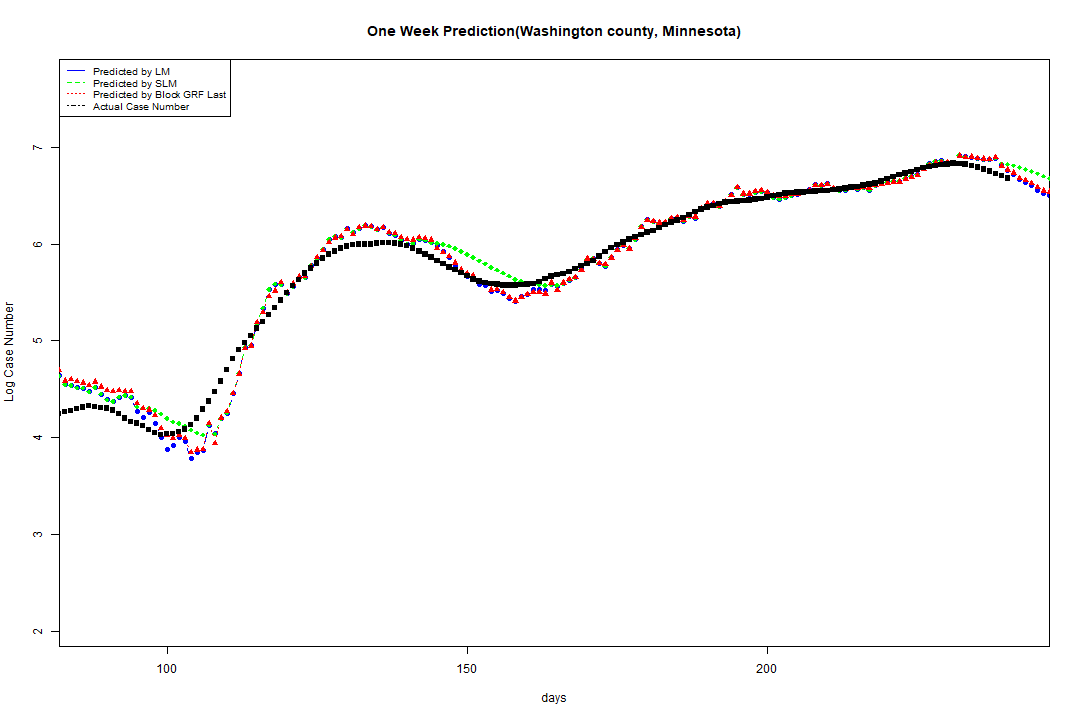 One Week Prediction(Washington county, Minnesota)
Predicted by LM
Predicted by SLM
Predicted by Block GRF Last
Actual Case Number
7
6
5
4
3
2
Log Case Number
100 150 200
days